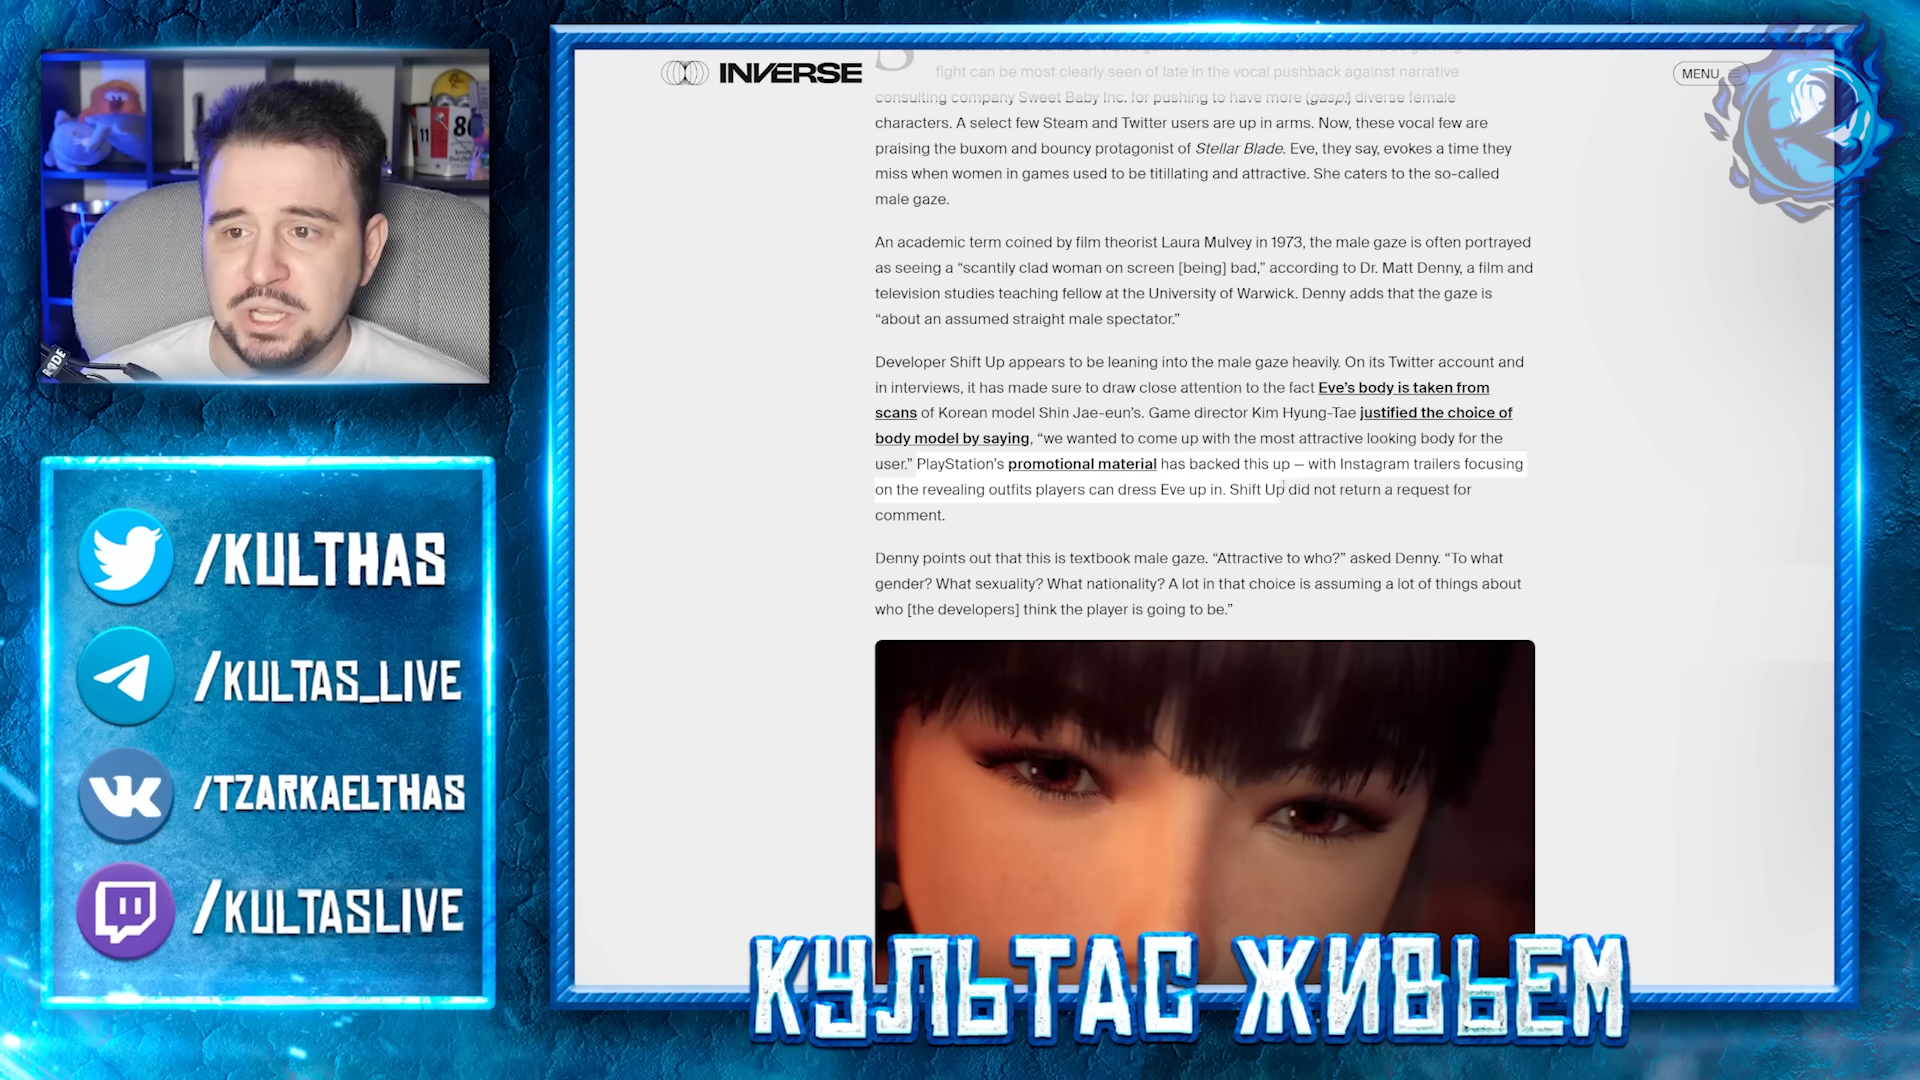 11
80
RØDE
/KULTHAS
/KULTAS_LIVE
/TZARKAELTHAS
/KULTASLIVE
INVERSE
MENU
fight can be most clearly seen of late in the vocal pushback against narrative
consulting company Sweet Baby Inc. for pushing to have more (gasp!) diverse female
characters. A select few Steam and Twitter users are up in arms. Now, these vocal few are
praising the buxom and bouncy protagonist of Stellar Blade. Eve, they say, evokes a time they
miss when women in games used to be titillating and attractive. She caters to the so-called
male gaze.
An academic term coined by film theorist Laura Mulvey in 1973, the male gaze is often portrayed
as seeing a “scantily clad woman on screen [being] bad,” according to Dr. Matt Denny, a film and
television studies teaching fellow at the University of Warwick. Denny adds that the gaze is
“about an assumed straight male spectator.”
Developer Shift Up appears to be leaning into the male gaze heavily. On its Twitter account and
in interviews, it has made sure to draw close attention to the fact Eve’s body is taken from
scans of Korean model Shin Jae-eun’s. Game director Kim Hyung-Tae justified the choice of
body model by saying, “we wanted to come up with the most attractive looking body for the
user.” PlayStation’s promotional material has backed this up — with Instagram trailers focusing
on the revealing outfits players can dress Eve up in. Shift Up did not return a request for
comment.
Denny points out that this is textbook male gaze. “Attractive to who?” asked Denny. “To what
gender? What sexuality? What nationality? A lot in that choice is assuming a lot of things about
who [the developers] think the player is going to be.”
КУЛЬТАС ЖИВЬЕМ